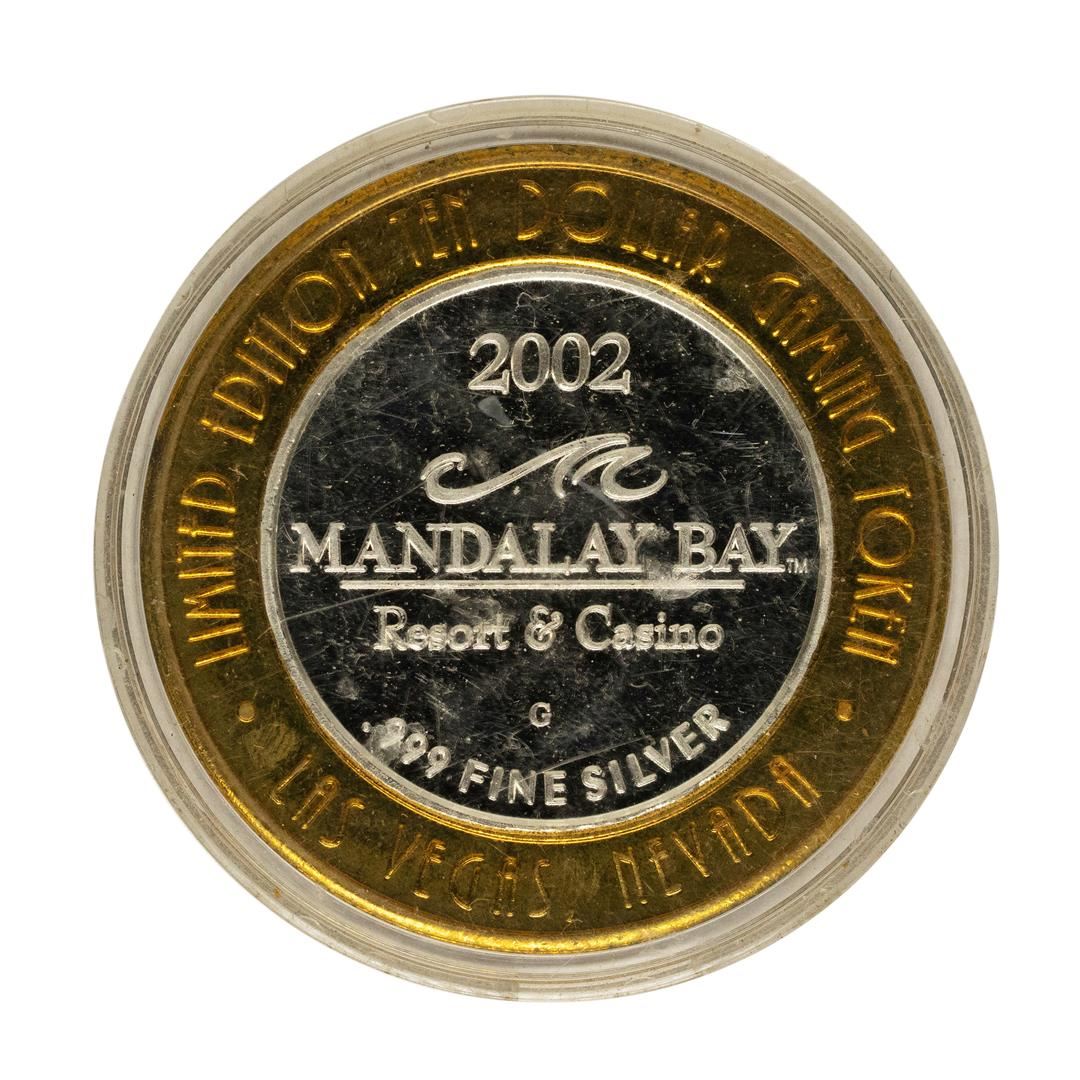 LIMITED EDITION TEN DOLLAR GAMING TOKEN
2002
MANDALAY BAY™
Resort & Casino
G
.999 FINE SILVER
• LAS VEGAS, NEVADA •